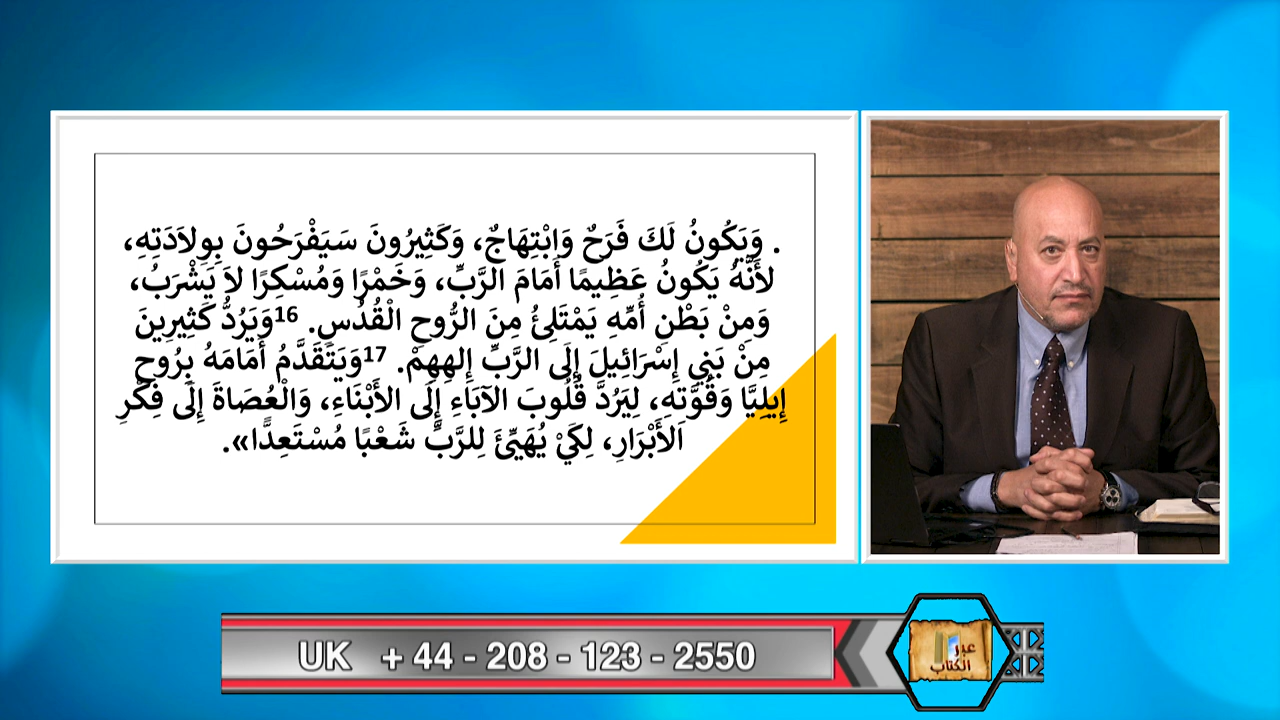 . وَيَكُونُ لَكَ فَرَحٌ وَابْتِهَاجٌ، وَكَثِيرُونَ سَيَفْرَحُونَ بِوِلاَدَتِهِ،
لأَنَّهُ يَكُونُ عَظِيمًا أَمَامَ الرَّبِّ، وَخَمْرًا وَمُسْكِرًا لاَ يَشْرَبُ،
وَمِنْ بَطْنِ أُمِّهِ يَمْتَلِئُ مِنَ الرُّوحِ الْقُدُسِ. 16وَيَرُدُّ كَثِيرِينَ
مِنْ بَنِي إِسْرَائِيلَ إِلَى الرَّبِّ إِلهِهِمْ. 17وَيَتَقَدَّمُ أَمَامَهُ بِرُوحِ
إِيلِيَّا وَقُوَّتِهِ، لِيَرُدَّ قُلُوبَ الآبَاءِ إِلَى الأَبْنَاءِ، وَالْعُصَاةَ إِلَى فِكْرِ
الأَبْرَارِ، لِكَيْ يُهَيِّئَ لِلرَّبِّ شَعْبًا مُسْتَعِدًّا».
UK + 44 - 208 - 123 - 2550
عبر
الكتاب